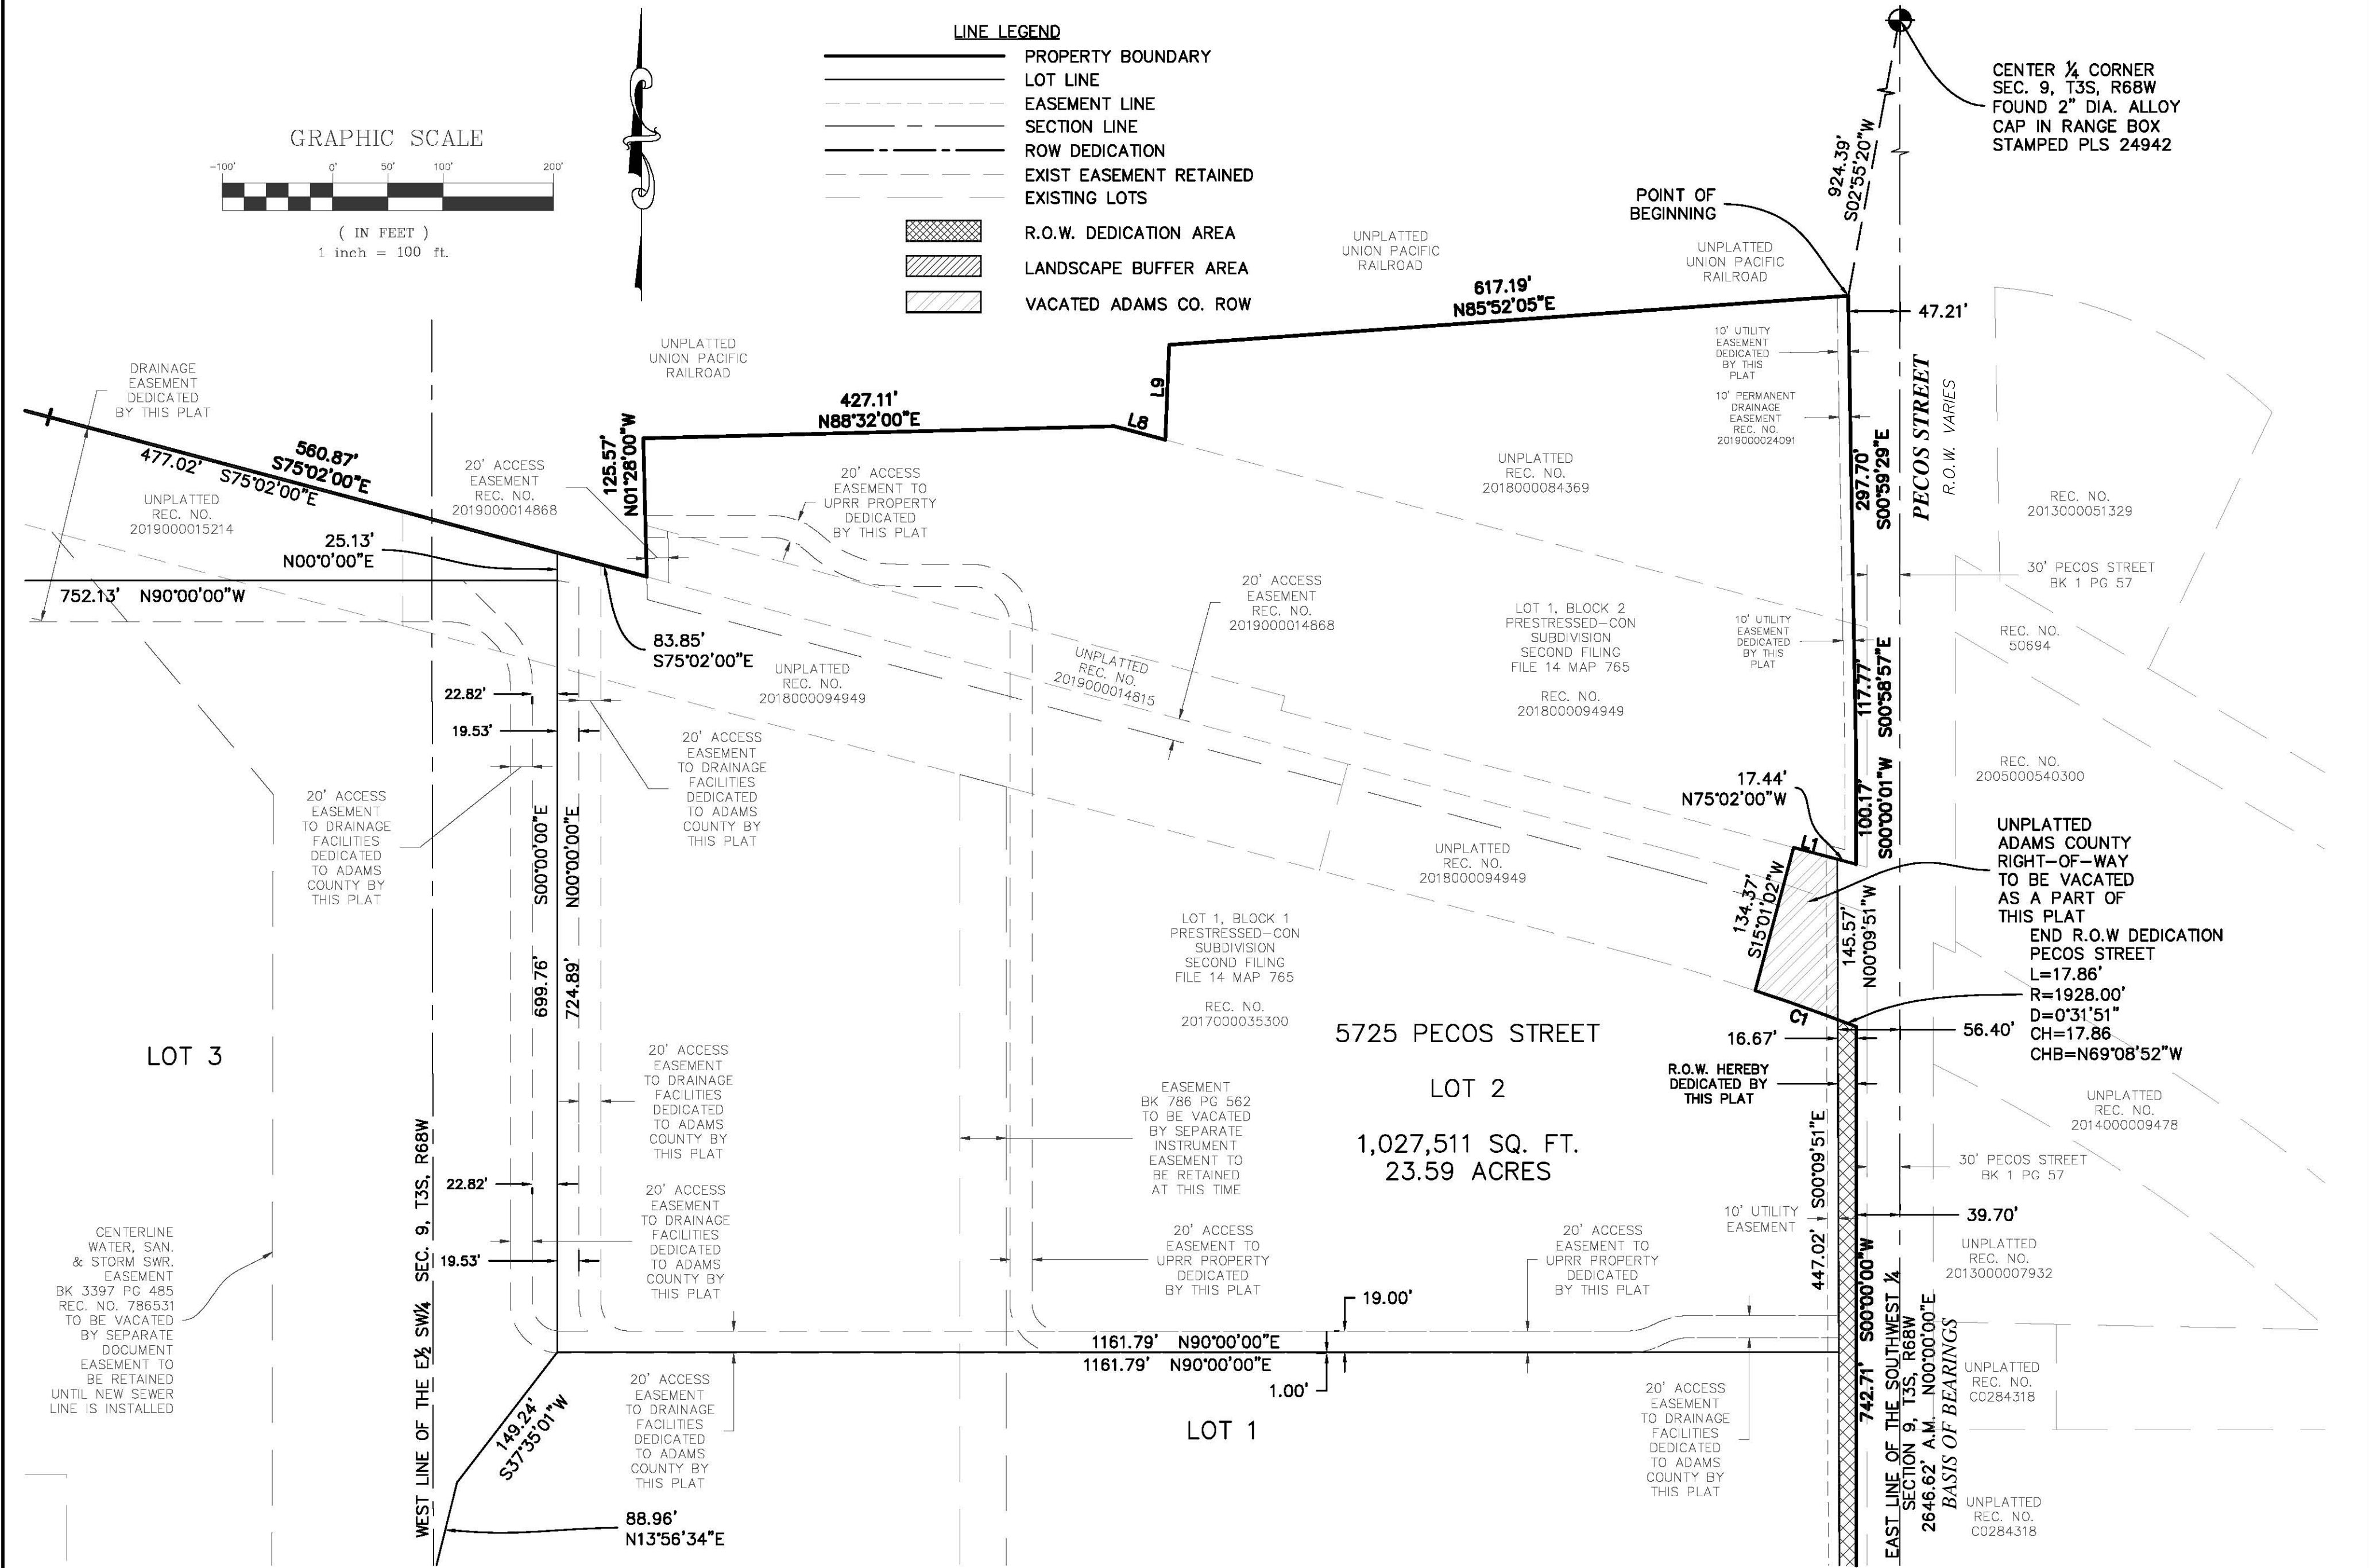 LINE LEGEND
PROPERTY BOUNDARY
LOT LINE
EASEMENT LINE
SECTION LINE
ROW DEDICATION
EXIST EASEMENT RETAINED
EXISTING LOTS
R.O.W. DEDICATION AREA
LANDSCAPE BUFFER AREA
VACATED ADAMS CO. ROW
GRAPHIC SCALE
-100'
0'
50'
100'
200'
( IN FEET )
1 inch = 100 ft.
CENTER 1/4 CORNER
SEC. 9, T3S, R68W
FOUND 2" DIA. ALLOY
CAP IN RANGE BOX
STAMPED PLS 24942
924.39'
S02°55'20"W
POINT OF
BEGINNING
UNPLATTED
UNION PACIFIC
RAILROAD
UNPLATTED
UNION PACIFIC
RAILROAD
617.19'
N85°52'05"E
47.21'
UNPLATTED
UNION PACIFIC
RAILROAD
DRAINAGE
EASEMENT
DEDICATED
BY THIS PLAT
560.87'
S75°02'00"E
477.02' S75°02'00"E
UNPLATTED
REC. NO.
2019000015214
20' ACCESS
EASEMENT
REC. NO.
2019000014868
125.57'
N01°28'00"W
427.11'
N88°32'00"E
L8
L9
20' ACCESS
EASEMENT TO
UPRR PROPERTY
DEDICATED
BY THIS PLAT
10' UTILITY
EASEMENT
DEDICATED
BY THIS
PLAT
10' PERMANENT
DRAINAGE
EASEMENT
REC. NO.
2019000024091
297.70'
S00°59'29"E
PECOS STREET
R.O.W. VARIES
UNPLATTED
REC. NO.
2018000084369
REC. NO.
2013000051329
25.13'
N00°0'00"E
752.13' N90°00'00"W
83.85'
S75°02'00"E
20' ACCESS
EASEMENT
REC. NO.
2019000014868
LOT 1, BLOCK 2
PRESTRESSED-CON
SUBDIVISION
SECOND FILING
FILE 14 MAP 765
REC. NO.
2018000094949
10' UTILITY
EASEMENT
DEDICATED
BY THIS
PLAT
117.77'
S00°58'57"E
30' PECOS STREET
BK 1 PG 57
REC. NO.
50694
UNPLATTED
REC. NO.
2018000094949
UNPLATTED
REC. NO.
2019000014815
22.82'
19.53'
20' ACCESS
EASEMENT
TO DRAINAGE
FACILITIES
DEDICATED
TO ADAMS
COUNTY BY
THIS PLAT
20' ACCESS
EASEMENT
TO DRAINAGE
FACILITIES
DEDICATED
TO ADAMS
COUNTY BY
THIS PLAT
S00°00'00"E
N00°00'00"E
699.76'
724.89'
17.44'
N75°02'00"W
100.17'
S00°00'01"W
REC. NO.
2005000540300
UNPLATTED
ADAMS COUNTY
RIGHT-OF-WAY
TO BE VACATED
AS A PART OF
THIS PLAT
L1
134.37'
S15°01'02"W
145.57'
N00°09'51"W
C1
END R.O.W DEDICATION
PECOS STREET
L=17.86'
R=1928.00'
D=0°31'51"
CH=17.86
CHB=N69°08'52"W
UNPLATTED
REC. NO.
2018000094949
LOT 1, BLOCK 1
PRESTRESSED-CON
SUBDIVISION
SECOND FILING
FILE 14 MAP 765
REC. NO.
2017000035300
5725 PECOS STREET
LOT 2
1,027,511 SQ. FT.
23.59 ACRES
16.67'
56.40'
R.O.W. HEREBY
DEDICATED BY
THIS PLAT
LOT 3
WEST LINE OF THE E1/2 SW1/4 SEC. 9, T3S, R68W
20' ACCESS
EASEMENT
TO DRAINAGE
FACILITIES
DEDICATED
TO ADAMS
COUNTY BY
THIS PLAT
EASEMENT
BK 786 PG 562
TO BE VACATED
BY SEPARATE
INSTRUMENT
EASEMENT TO
BE RETAINED
AT THIS TIME
UNPLATTED
REC. NO.
2014000009478
30' PECOS STREET
BK 1 PG 57
22.82'
19.53'
20' ACCESS
EASEMENT
TO DRAINAGE
FACILITIES
DEDICATED
TO ADAMS
COUNTY BY
THIS PLAT
447.02' S00°09'51"E
10' UTILITY
EASEMENT
39.70'
CENTERLINE
WATER, SAN.
& STORM SWR.
EASEMENT
BK 3397 PG 485
REC. NO. 786531
TO BE VACATED
BY SEPARATE
DOCUMENT
EASEMENT TO
BE RETAINED
UNTIL NEW SEWER
LINE IS INSTALLED
20' ACCESS
EASEMENT TO
UPRR PROPERTY
DEDICATED
BY THIS PLAT
20' ACCESS
EASEMENT TO
UPRR PROPERTY
DEDICATED
BY THIS PLAT
UNPLATTED
REC. NO.
2013000007932
19.00'
1161.79' N90°00'00"E
1161.79' N90°00'00"E
1.00'
742.71' S00°00'00"W
EAST LINE OF THE SOUTHWEST 1/4
SECTION 9, T3S, R68W
2646.62' A.M. N00°00'00"E
BASIS OF BEARINGS
UNPLATTED
REC. NO.
C0284318
149.24'
S37°35'01"W
20' ACCESS
EASEMENT
TO DRAINAGE
FACILITIES
DEDICATED
TO ADAMS
COUNTY BY
THIS PLAT
LOT 1
20' ACCESS
EASEMENT
TO DRAINAGE
FACILITIES
DEDICATED
TO ADAMS
COUNTY BY
THIS PLAT
88.96'
N13°56'34"E
UNPLATTED
REC. NO.
C0284318